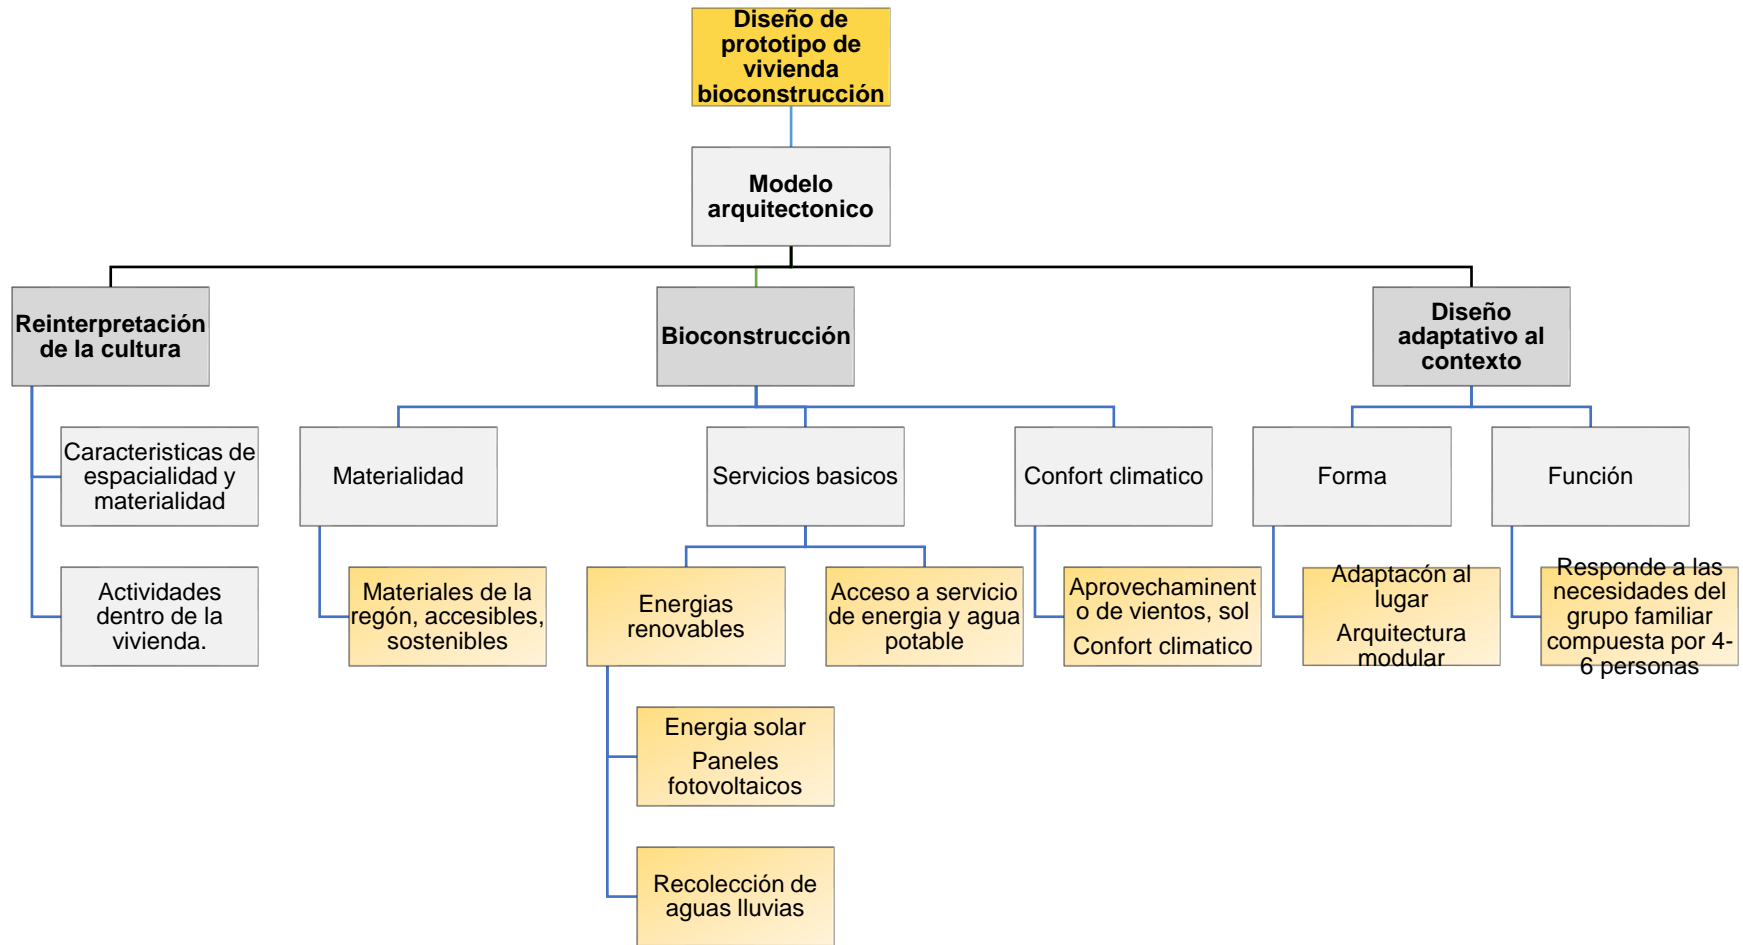 Diseño de
prototipo de
vivienda
bioconstrucción
Modelo
arquitectonico
Reinterpretación
de la cultura
Bioconstrucción
Diseño
adaptativo al
contexto
Caracteristicas de
espacialidad y
materialidad
Materialidad
Servicios basicos
Confort climatico
Forma
Función
Actividades
dentro de la
vivienda.
Materiales de la
regón, accesibles,
sostenibles
Energias
renovables
Acceso a servicio
de energia y agua
potable
Aprovechaminent
o de vientos, sol
Confort climatico
Adaptacón al
lugar
Arquitectura
modular
Responde a las
necesidades del
grupo familiar
compuesta por 4-
6 personas
Energia solar
Paneles
fotovoltaicos
Recolección de
aguas lluvias